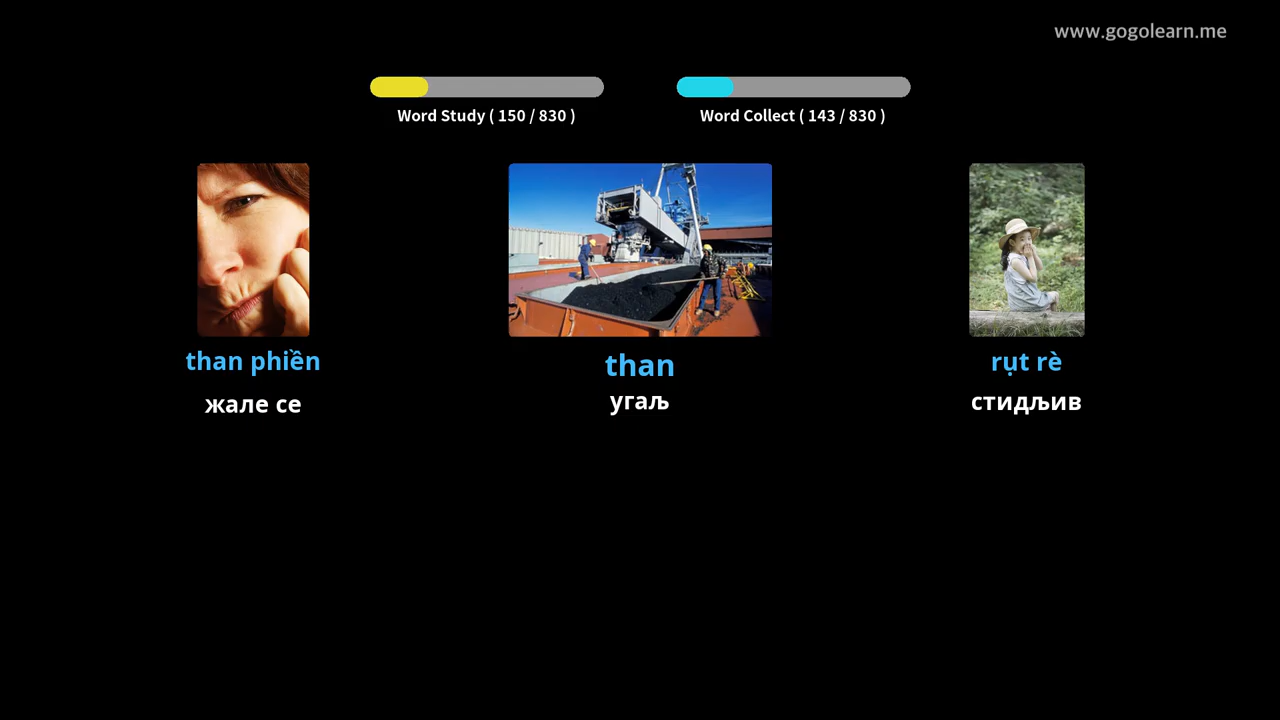 www.gogolearn.me
Word Study ( 150 / 830 )
Word Collect ( 143 / 830 )
than phiền
жале се
than
угаљ
rụt rè
стидљив